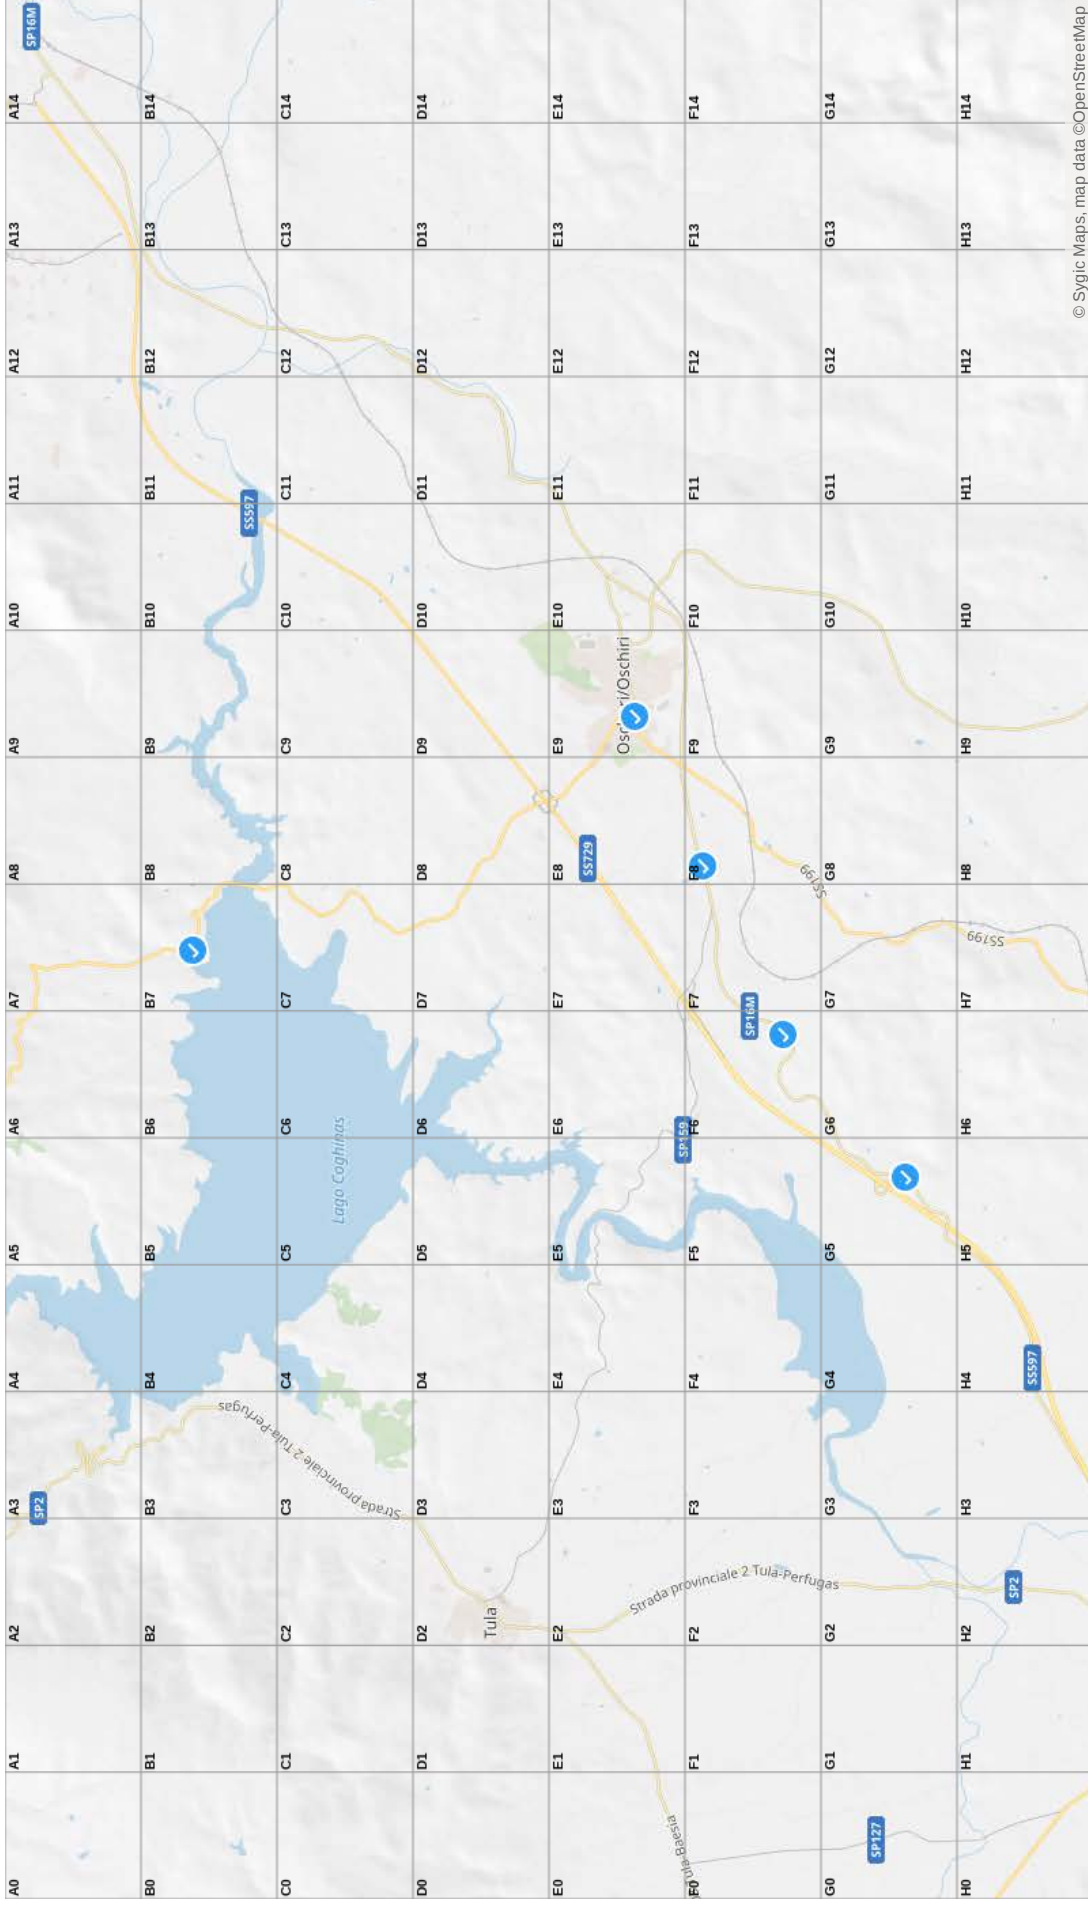 A0
A1
A2
A3
A4
A5
A6
A7
A8
A9
A10
A11
A12
A13
A14
SP2
SP16M
B0
B1
B2
B3
B4
B5
B6
B7
B8
B9
B10
B11
B12
B13
B14
Strada provinciale 2 Tula-Perfugas
SS597
C0
C1
C2
C3
C4
C5
C6
C7
C8
C9
C10
C11
C12
C13
C14
Lago Coghinas
D0
D1
D2
D3
D4
D5
D6
D7
D8
D9
D10
D11
D12
D13
D14
Tula
E0
E1
E2
E3
E4
E5
E6
E7
E8
E9
E10
E11
E12
E13
E14
SS729
/Oschiri
Tula-Baesia
Strada provinciale 2 Tula-Perfugas
SP159
F0
F1
F2
F3
F4
F5
F6
F7
F8
F9
F10
F11
F12
F13
F14
SP16M
SS199
G0
G1
G2
G3
G4
G5
G6
G7
G8
G9
G10
G11
G12
G13
G14
SP127
H0
H1
H2
H3
H4
H5
H6
H7
H8
H9
H10
H11
H12
H13
H14
SS199
SP2
SS597
© Sygic Maps, map data ©OpenStreetMap